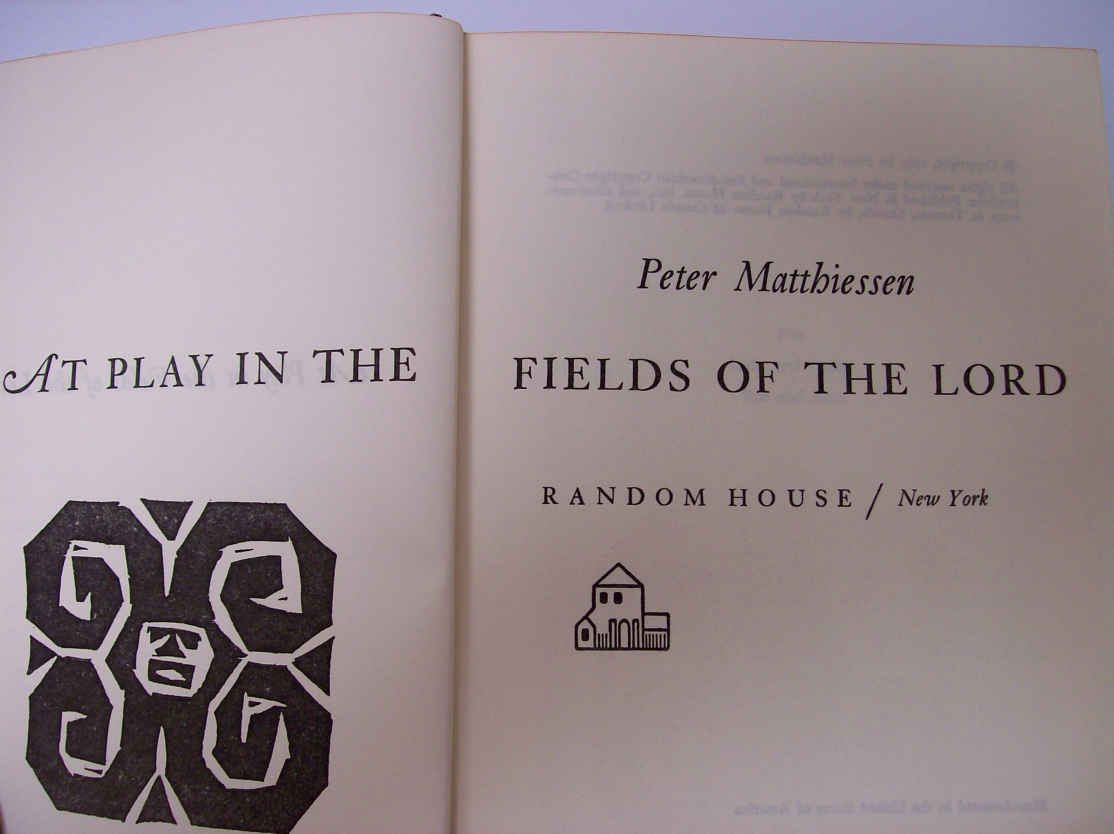 Peter Matthiessen
AT PLAY IN THE FIELDS OF THE LORD
RANDOM HOUSE / New York